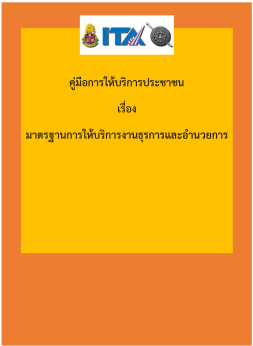 ITA
คู่มือการให้บริการประชาชน
เรื่อง
มาตรฐานการให้บริการงานธุรการและอำนวยการ